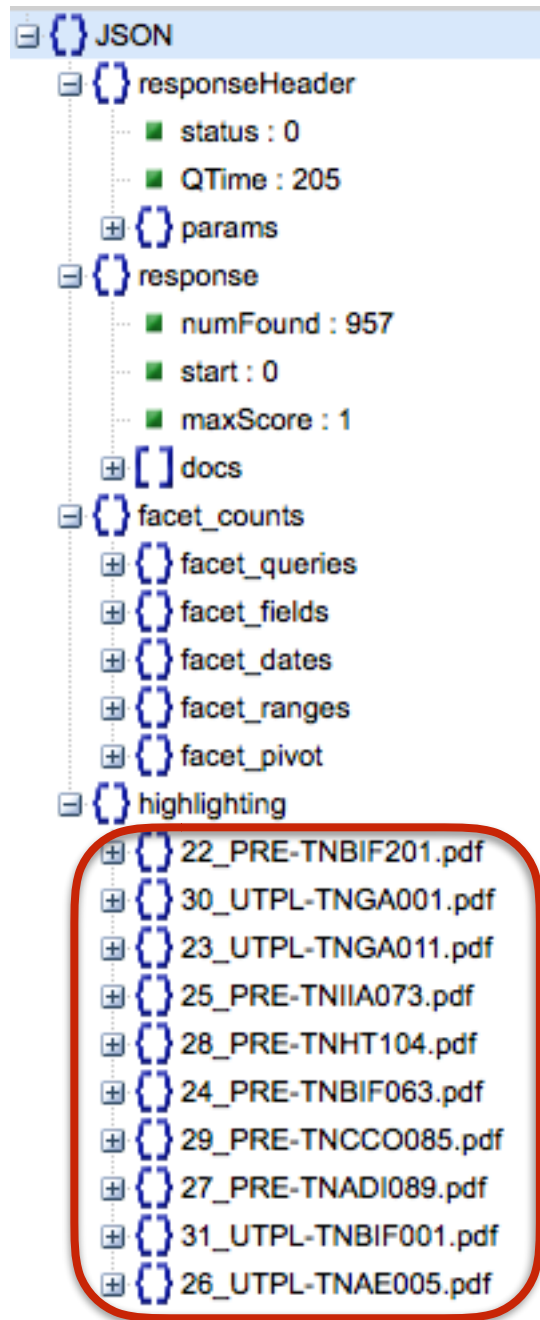 JSON
responseHeader
status : 0
QTime : 205
params
response
numFound : 957
start : 0
maxScore : 1
docs
facet_counts
facet_queries
facet_fields
facet_dates
facet_ranges
facet_pivot
highlighting
22_PRE-TNBIF201.pdf
30_UTPL-TNGA001.pdf
23_UTPL-TNGA011.pdf
25_PRE-TNIIA073.pdf
28_PRE-TNHT104.pdf
24_PRE-TNBIF063.pdf
29_PRE-TNCCO085.pdf
27_PRE-TNADI089.pdf
31_UTPL-TNBIF001.pdf
26_UTPL-TNAE005.pdf